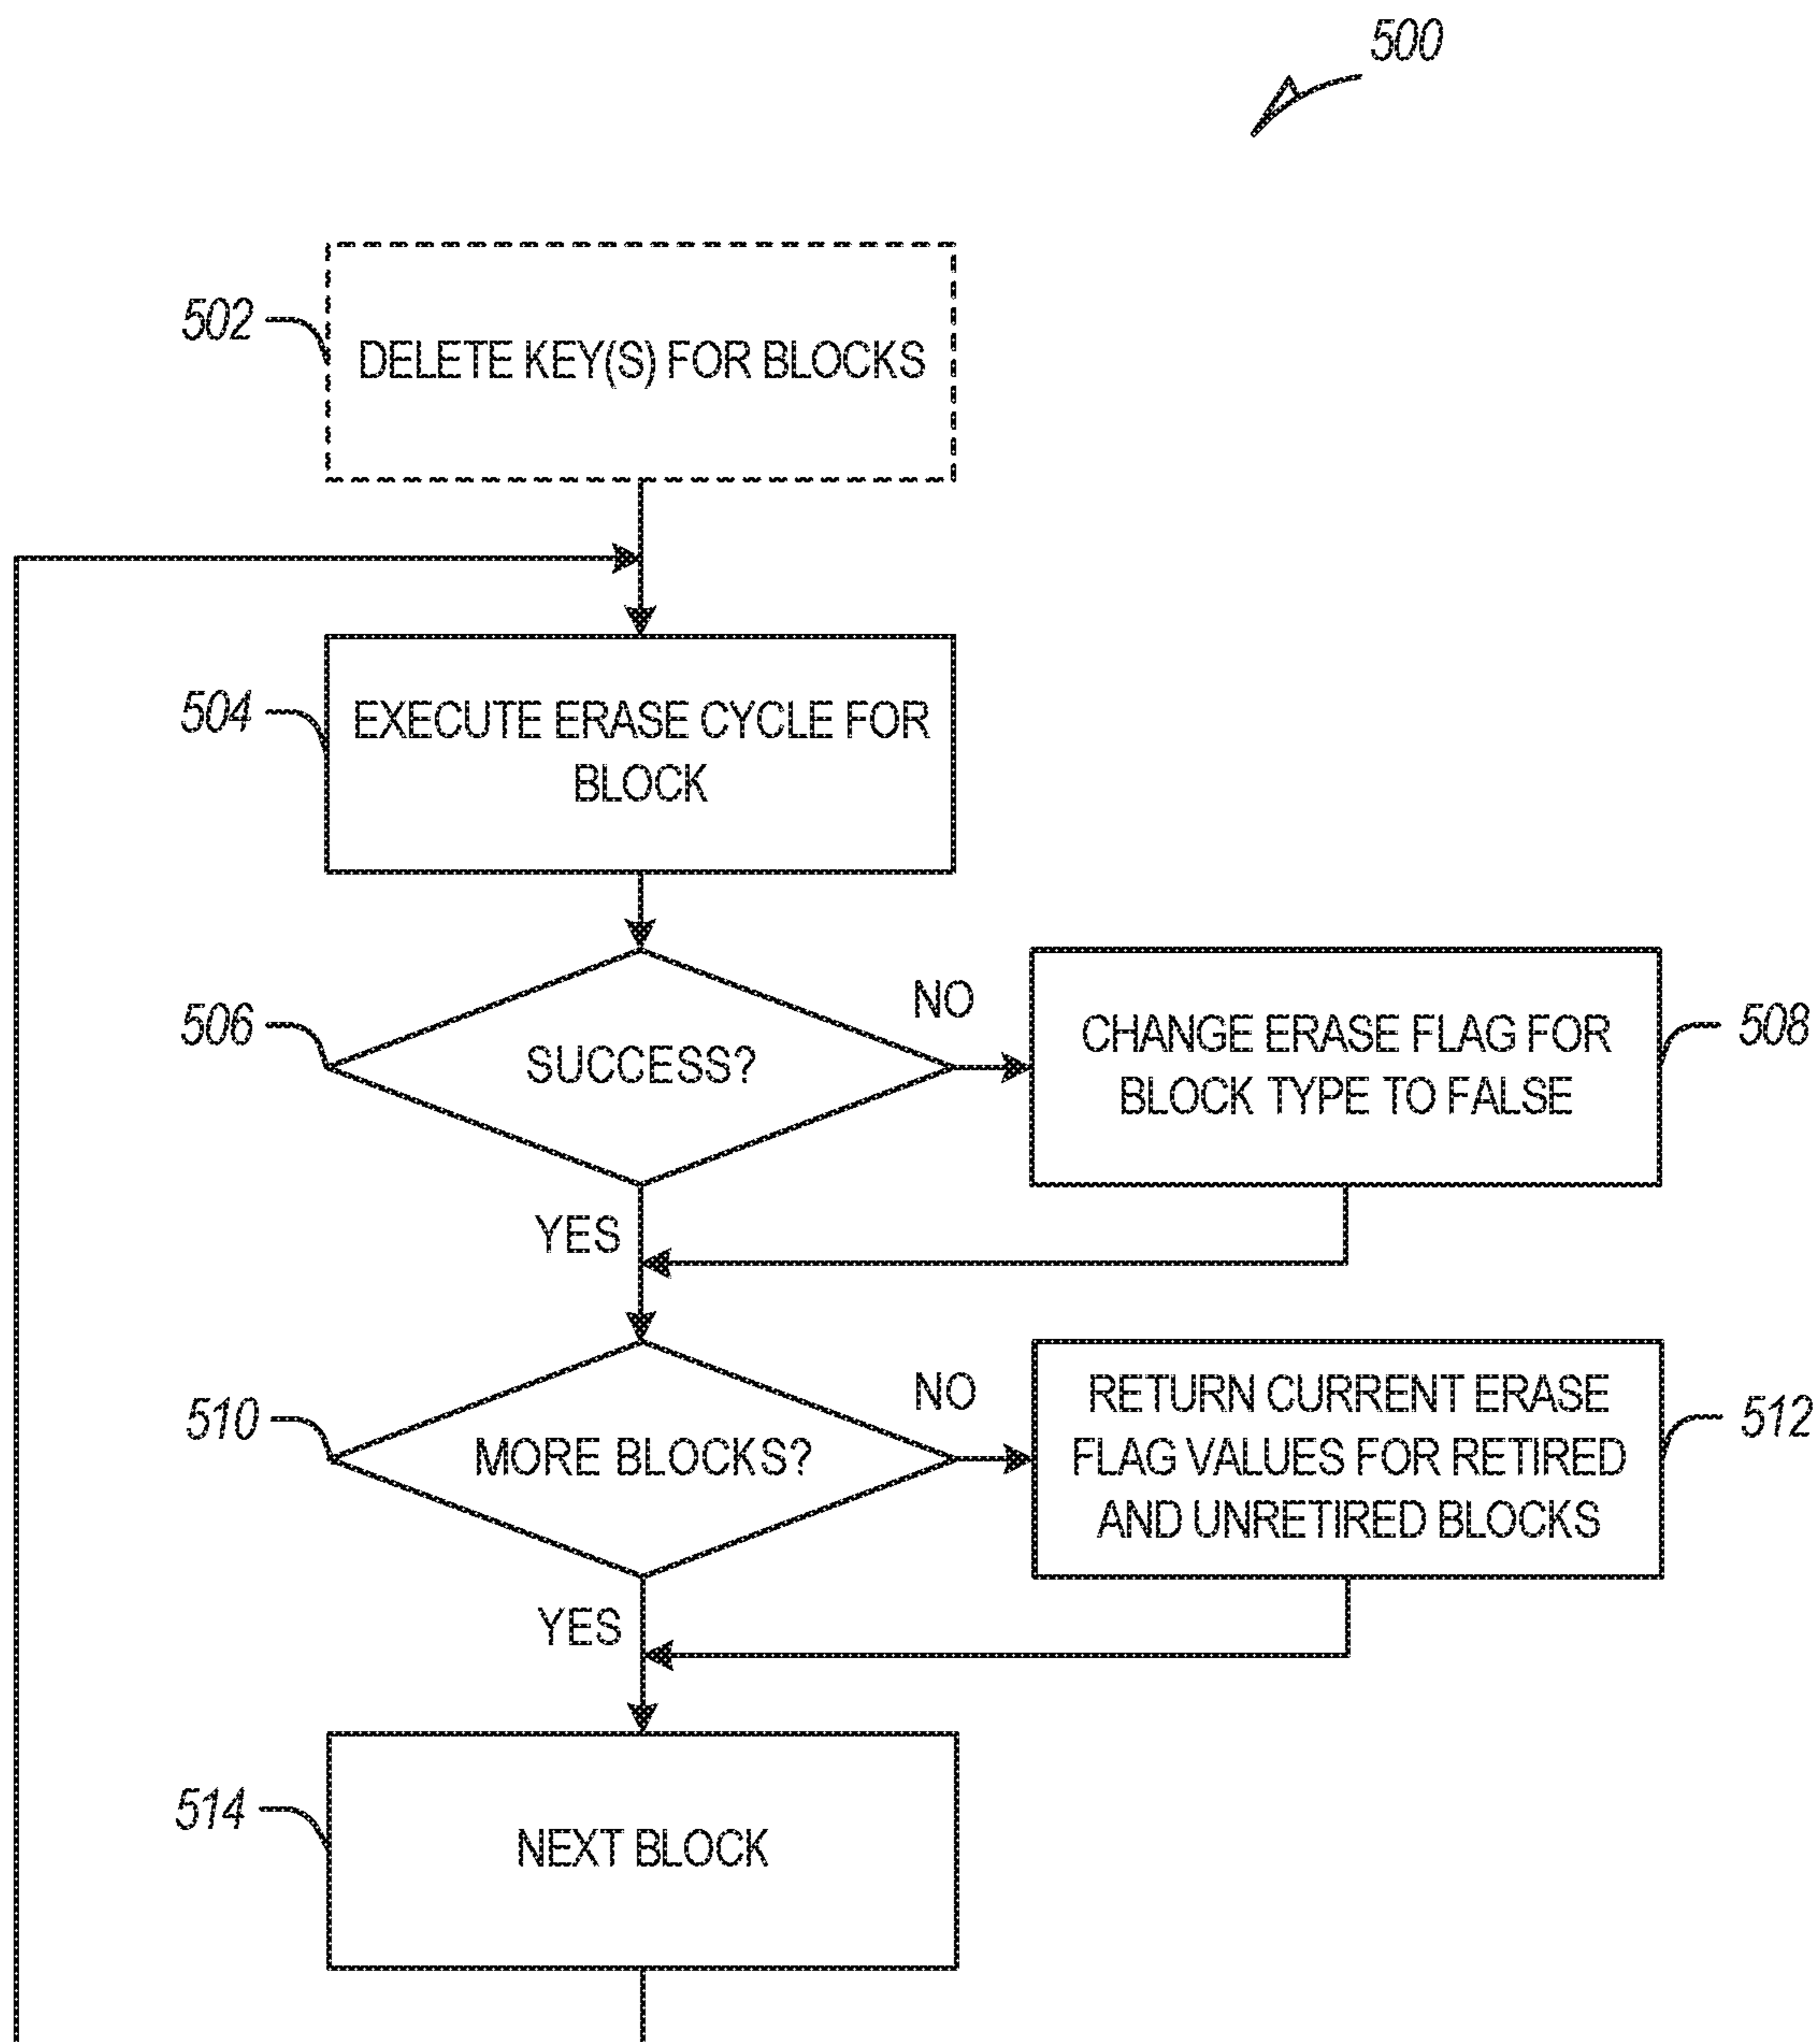 500
502
DELETE KEY(S) FOR BLOCKS
504
EXECUTE ERASE CYCLE FOR
BLOCK
506
SUCCESS?
NO
CHANGE ERASE FLAG FOR
BLOCK TYPE TO FALSE
508
YES
510
MORE BLOCKS?
NO
RETURN CURRENT ERASE
FLAG VALUES FOR RETIRED
AND UNRETIRED BLOCKS
512
YES
514
NEXT BLOCK